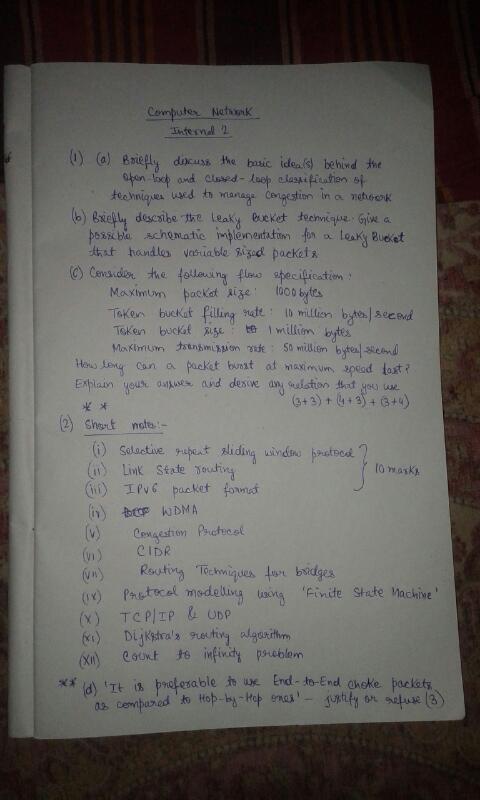 Computer Network
Internal 2
(1) (a) Briefly discuss the basic idea(s) behind the
open-loop and closed-loop classification of
techniques used to manage congestion in a network
(b) Briefly describe the Leaky Bucket technique. Give a
possible schematic implementation for a Leaky Bucket
that handles variable sized packets
(c) Consider the following flow specification:
Maximum packet size: 1000 bytes
Token bucket filling rate: 10 million bytes/second
Token bucket size: 1 million bytes
Maximum transmission rate: 50 million bytes/second
How long can a packet burst at maximum speed last?
Explain your answer and derive any relation that you use
* * (3+3) + (4+3) + (3+4)
(2) Short notes:-
(i) Selective repeat sliding window protocol
(ii) Link State routing
(iii) IPv6 packet format
10 marks
(iv) WDMA
(v) Congestion Protocol
(vi) CIDR
(vii) Routing Techniques for bridges
(ix) Protocol modelling using 'Finite State Machine'
(x) TCP/IP & UDP
(xi) Dijkstra's routing algorithm
(xii) Count to infinity problem
** (d) 'It is preferable to use End-to-End choke packets
as compared to Hop-by-Hop ones' - justify or refuse (3)